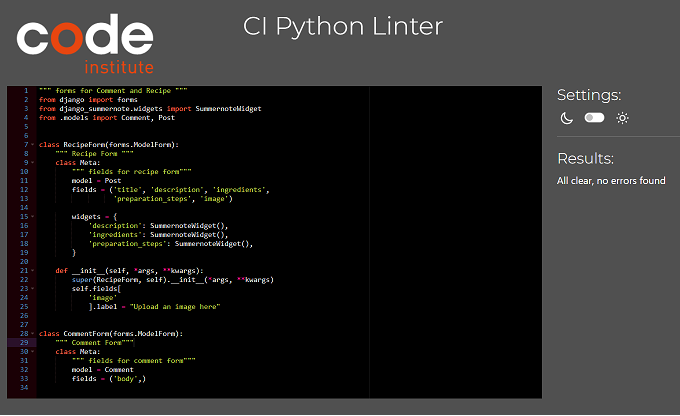 code
institute
CI Python Linter
1 """ forms for Comment and Recipe """
2 from django import forms
3 from django_summernote.widgets import SummernoteWidget
4 from .models import Comment, Post
5
6
7 class RecipeForm(forms.ModelForm):
8     """ Recipe Form """
9     class Meta:
10         """ fields for recipe form"""
11         model = Post
12         fields = ('title', 'description', 'ingredients',
13                   'preparation_steps', 'image')
14
15         widgets = {
16             'description': SummernoteWidget(),
17             'ingredients': SummernoteWidget(),
18             'preparation_steps': SummernoteWidget(),
19         }
20
21     def __init__(self, *args, **kwargs):
22         super(RecipeForm, self).__init__(*args, **kwargs)
23         self.fields[
24             'image'
25             ].label = "Upload an image here"
26
27
28 class CommentForm(forms.ModelForm):
29     """ Comment Form"""
30     class Meta:
31         """ fields for comment form"""
32         model = Comment
33         fields = ('body',)
34
Settings:
Results:
All clear, no errors found